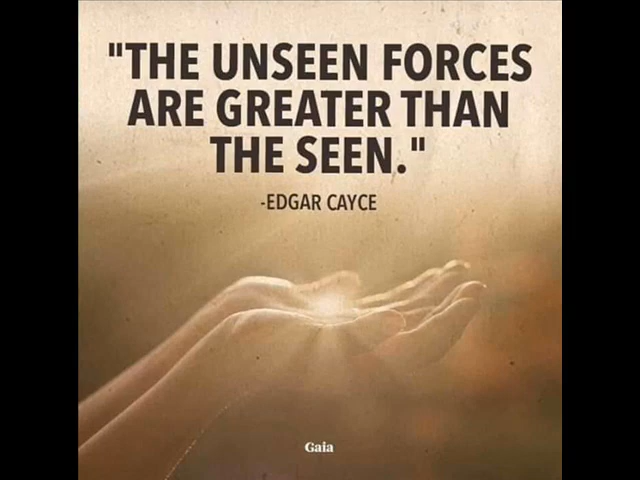 "THE UNSEEN FORCES
ARE GREATER THAN
THE SEEN."
-EDGAR CAYCE
Gaia